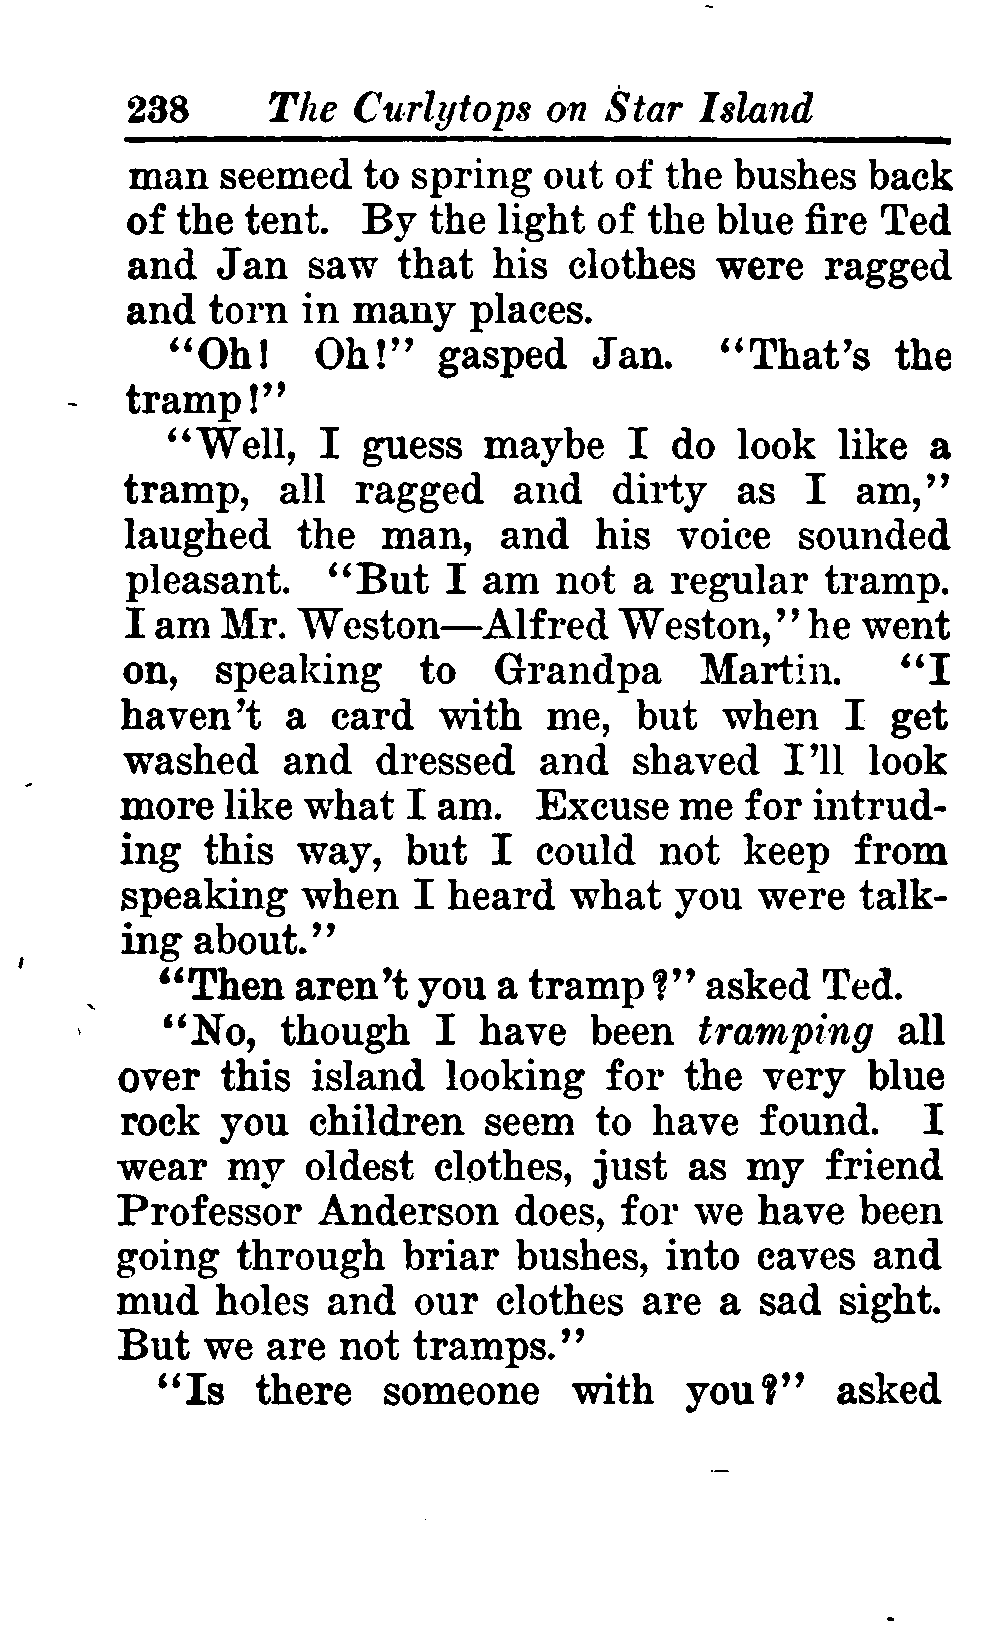 238 The Curlytops on Star Island
man seemed to spring out of the bushes back
of the tent. By the light of the blue fire Ted
and Jan saw that his clothes were ragged
and torn in many places.
"Oh! Oh!" gasped Jan. "That's the
tramp!"
"Well, I guess maybe I do look like a
tramp, all ragged and dirty as I am,"
laughed the man, and his voice sounded
pleasant. "But I am not a regular tramp.
I am Mr. Weston—Alfred Weston," he went
on, speaking to Grandpa Martin. "I
haven't a card with me, but when I get
washed and dressed and shaved I'll look
more like what I am. Excuse me for intrud-
ing this way, but I could not keep from
speaking when I heard what you were talk-
ing about."
"Then aren't you a tramp?" asked Ted.
"No, though I have been tramping all
over this island looking for the very blue
rock you children seem to have found. I
wear my oldest clothes, just as my friend
Professor Anderson does, for we have been
going through briar bushes, into caves and
mud holes and our clothes are a sad sight.
But we are not tramps."
"Is there someone with you?" asked